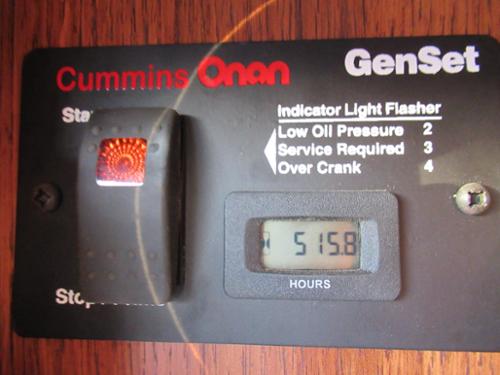 Cummins Onan
GenSet
Indicator Light Flasher
Low Oil Pressure 2
Service Required 3
Over Crank 4
515.8
HOURS